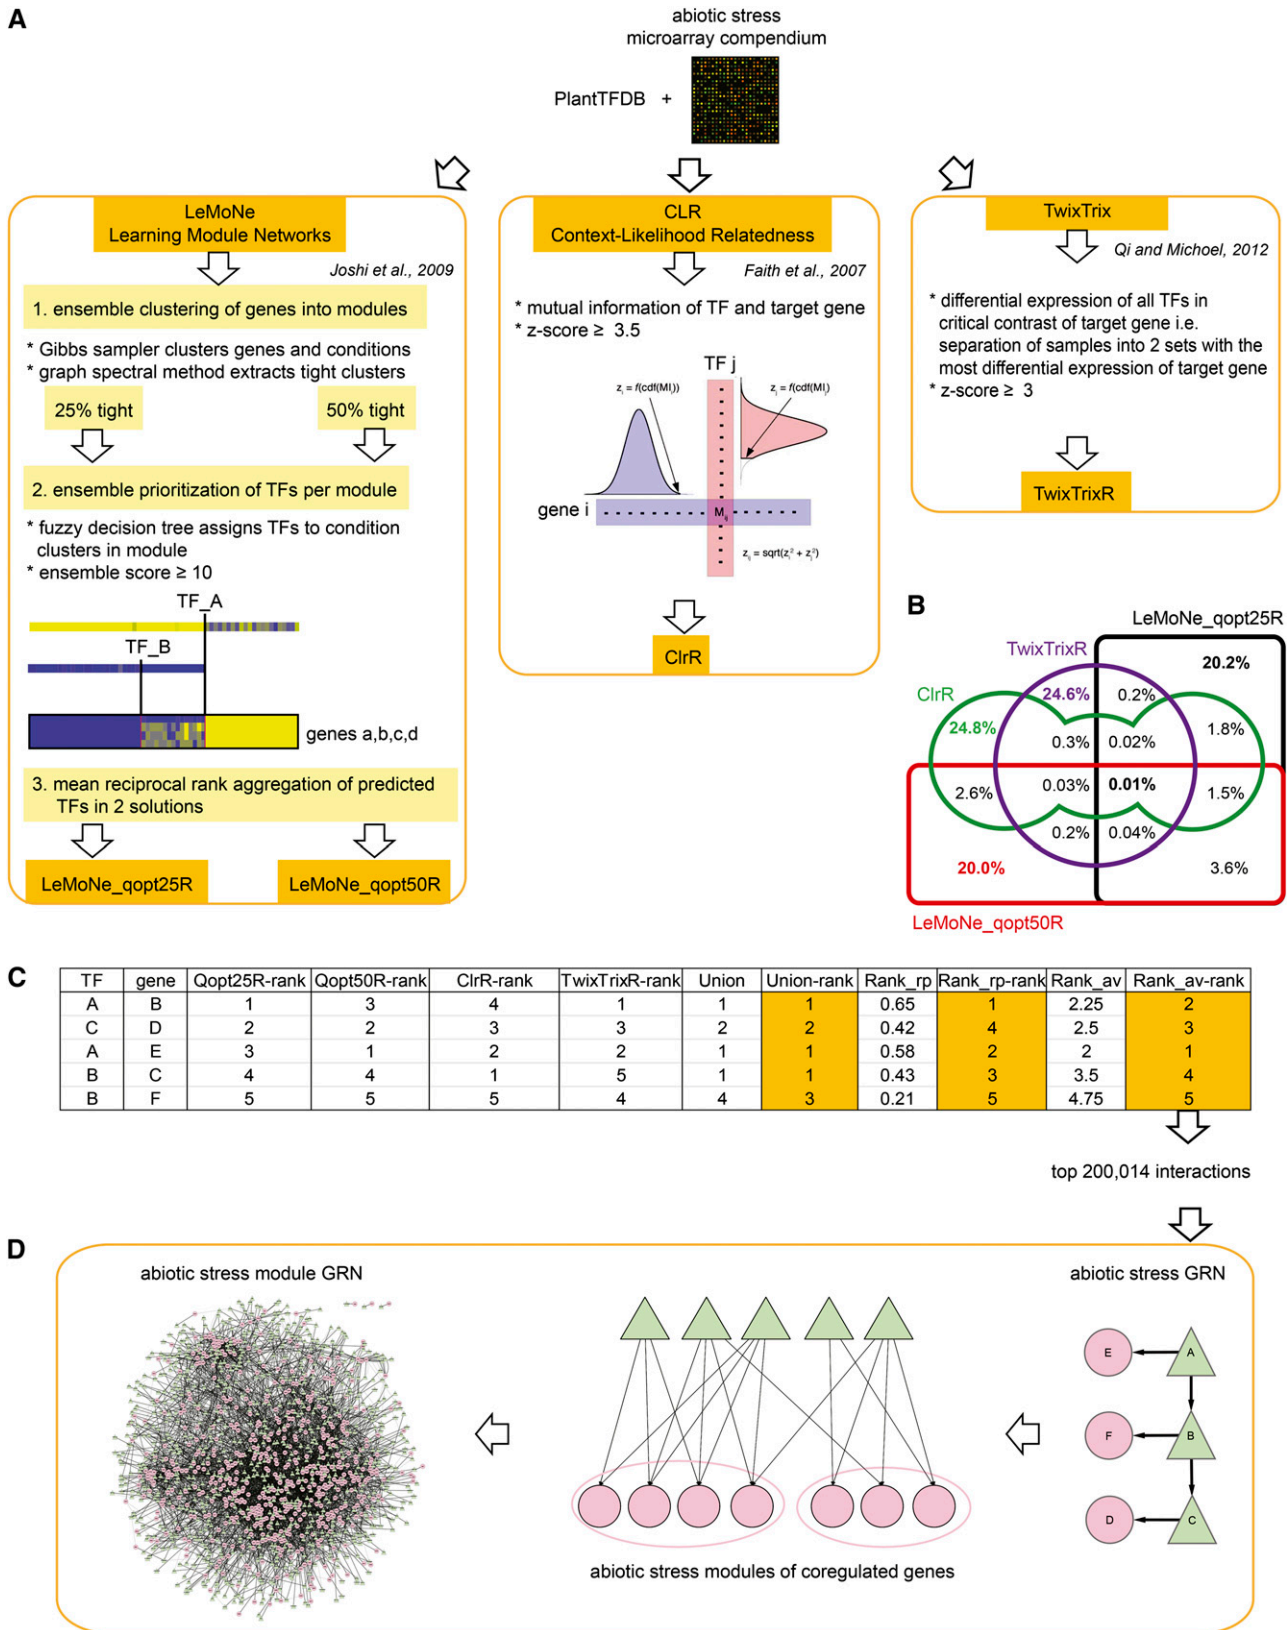 A
abiotic stress
microarray compendium
PlantTFDB +
LeMoNe
Learning Module Networks
Joshi et al., 2009
1. ensemble clustering of genes into modules
* Gibbs sampler clusters genes and conditions
* graph spectral method extracts tight clusters
25% tight
50% tight
2. ensemble prioritization of TFs per module
* fuzzy decision tree assigns TFs to condition
clusters in module
* ensemble score ≥ 10
TF_A
TF_B
genes a,b,c,d
3. mean reciprocal rank aggregation of predicted
TFs in 2 solutions
LeMoNe_qopt25R
LeMoNe_qopt50R
CLR
Context-Likelihood Relatedness
Faith et al., 2007
* mutual information of TF and target gene
* z-score ≥ 3.5
TF j
z_i = f(cdf(MI_i))
z_j = f(cdf(MI_j))
gene i
M_ij
z_ij = sqrt(z_i² + z_j²)
ClrR
TwixTrix
Qi and Michoel, 2012
* differential expression of all TFs in
critical contrast of target gene i.e.
separation of samples into 2 sets with the
most differential expression of target gene
* z-score ≥ 3
TwixTrixR
B
LeMoNe_qopt25R
TwixTrixR
20.2%
ClrR
24.6%
0.2%
24.8%
1.8%
0.3%
0.02%
2.6%
0.03%
0.01%
1.5%
0.2%
0.04%
20.0%
3.6%
LeMoNe_qopt50R
C
TF gene Qopt25R-rank Qopt50R-rank ClrR-rank TwixTrixR-rank Union Union-rank Rank_rp Rank_rp-rank Rank_av Rank_av-rank
A B 1 3 4 1 1 1 0.65 1 2.25 2
C D 2 2 3 3 2 2 0.42 4 2.5 3
A E 3 1 2 2 1 1 0.58 2 2 1
B C 4 4 1 5 1 1 0.43 3 3.5 4
B F 5 5 5 4 4 3 0.21 5 4.75 5
top 200,014 interactions
D
abiotic stress module GRN
abiotic stress GRN
E
A
F
B
D
C
abiotic stress modules of coregulated genes